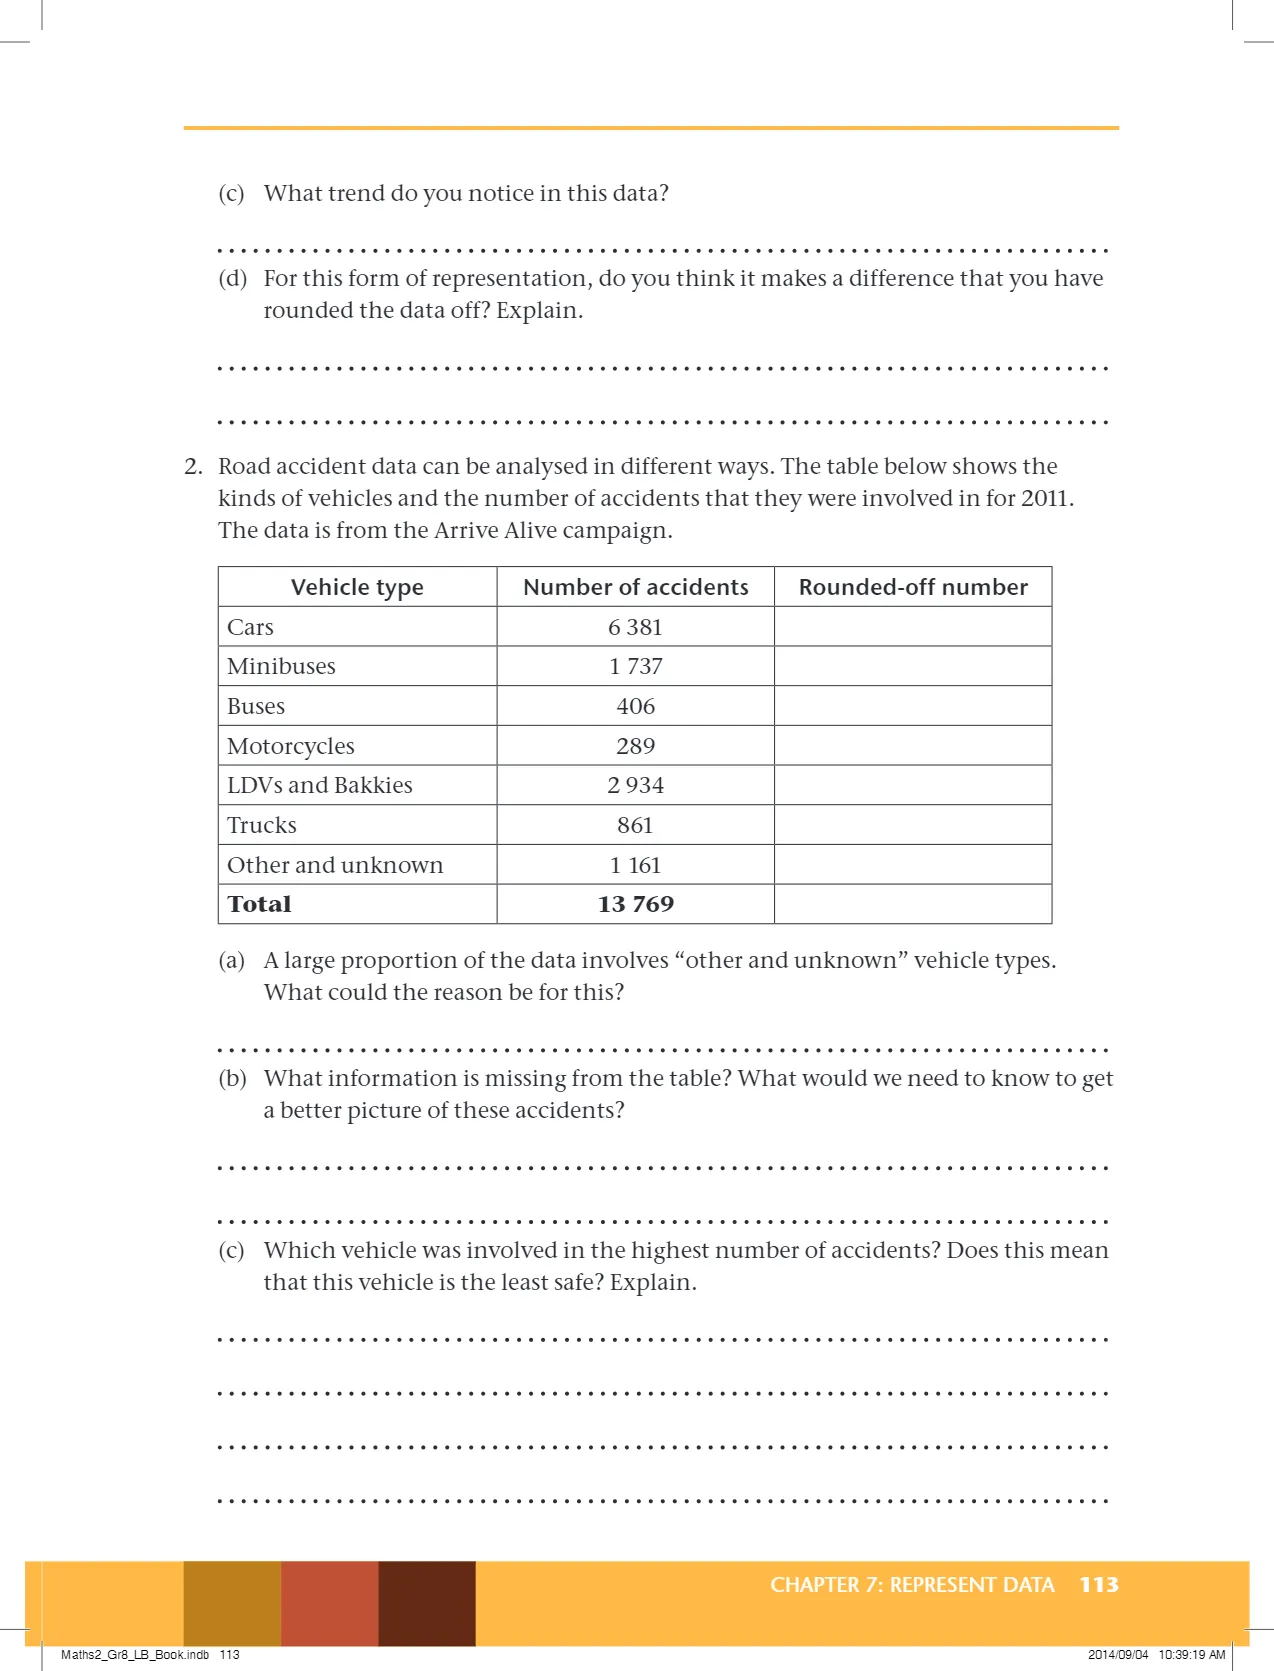 (c) What trend do you notice in this data?
(d) For this form of representation, do you think it makes a difference that you have
rounded the data off? Explain.
2. Road accident data can be analysed in different ways. The table below shows the
kinds of vehicles and the number of accidents that they were involved in for 2011.
The data is from the Arrive Alive campaign.
Vehicle type Number of accidents Rounded-off number
Cars 6 381
Minibuses 1 737
Buses 406
Motorcycles 289
LDVs and Bakkies 2 934
Trucks 861
Other and unknown 1 161
Total 13 769
(a) A large proportion of the data involves “other and unknown” vehicle types.
What could the reason be for this?
(b) What information is missing from the table? What would we need to know to get
a better picture of these accidents?
(c) Which vehicle was involved in the highest number of accidents? Does this mean
that this vehicle is the least safe? Explain.
CHAPTER 7: REPRESENT DATA 113
Maths2_Gr8_LB_Book.indb 113 2014/09/04 10:39:19 AM